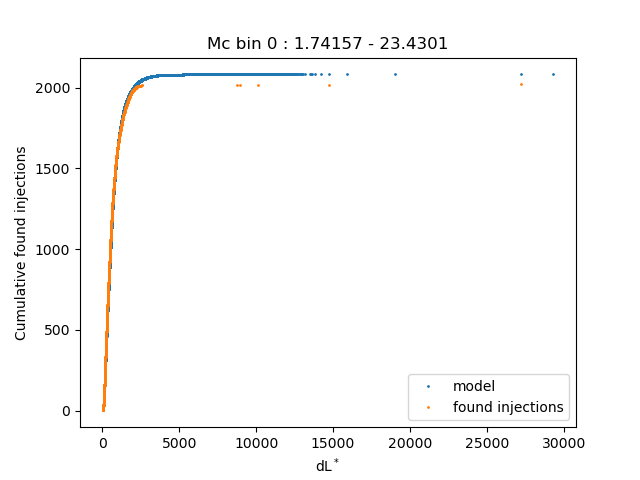 Mc bin 0 : 1.74157 - 23.4301
Cumulative found injections
2000
1500
1000
500
0
0 5000 10000 15000 20000 25000 30000
dL*
model
found injections